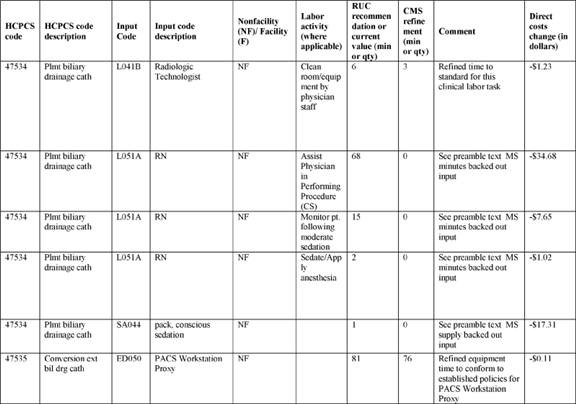 HCPCS code HCPCS code description Input Code Input code description Nonfacility (NF)/ Facility (F) Labor activity (where applicable) RUC recommen dation or current value (min or qty) CMS refine ment (min or qty) Comment Direct costs change (in dollars)
47534 Plmt biliary drainage cath L041B Radiologic Technologist NF Clean room/equip ment by physician staff 6 3 Refined time to standard for this clinical labor task -$1.23
47534 Plmt biliary drainage cath L051A RN NF Assist Physician in Performing Procedure (CS) 68 0 See preamble text MS minutes backed out input -$34.68
47534 Plmt biliary drainage cath L051A RN NF Monitor pt. following moderate sedation 15 0 See preamble text MS minutes backed out input -$7.65
47534 Plmt biliary drainage cath L051A RN NF Sedate/App ly anesthesia 2 0 See preamble text MS minutes backed out input -$1.02
47534 Plmt biliary drainage cath SA044 pack, conscious sedation NF 1 0 See preamble text MS supply backed out input -$17.31
47535 Conversion ext bil drg cath ED050 PACS Workstation Proxy NF 81 76 Refined equipment time to conform to established policies for PACS Workstation Proxy -$0.11